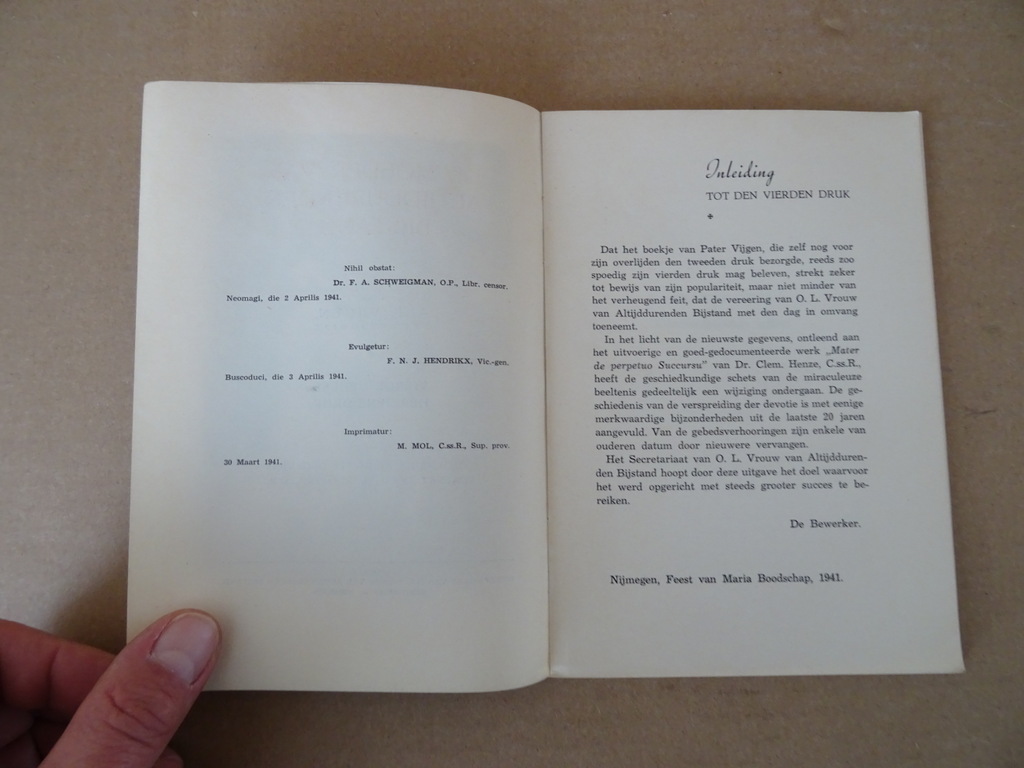 Nihil obstat:
Dr. F. A. SCHWEIGMAN, O.P., Libr. censor.
Neomagi, die 2 Aprilis 1941.
Evulgetur:
F. N. J. HENDRIKX, Vic.-gen.
Buscoduci, die 3 Aprilis 1941.
Imprimatur:
M. MOL, C.ss.R., Sup. prov.
30 Maart 1941.
Inleiding
TOT DEN VIERDEN DRUK
Dat het boekje van Pater Vijgen, die zelf nog voor
zijn overlijden den tweeden druk bezorgde, reeds zoo
spoedig zijn vierden druk mag beleven, strekt zeker
tot bewijs van zijn populariteit, maar niet minder van
het verheugend feit, dat de vereering van O. L. Vrouw
van Altijddurenden Bijstand met den dag in omvang
toeneemt.
In het licht van de nieuwste gegevens, ontleend aan
het uitvoerige en goed-gedocumenteerde werk „Mater
de perpetuo Succursu" van Dr. Clem. Henze, C.ss.R.,
heeft de geschiedkundige schets van de miraculeuze
beeltenis gedeeltelijk een wijziging ondergaan. De ge-
schiedenis van de verspreiding der devotie is met eenige
merkwaardige bijzonderheden uit de laatste 20 jaren
aangevuld. Van de gebedsverhooringen zijn enkele van
ouderen datum door nieuwere vervangen.
Het Secretariaat van O. L. Vrouw van Altijdduren-
den Bijstand hoopt door deze uitgave het doel waarvoor
het werd opgericht met steeds grooter succes te be-
reiken.
De Bewerker.
Nijmegen, Feest van Maria Boodschap, 1941.